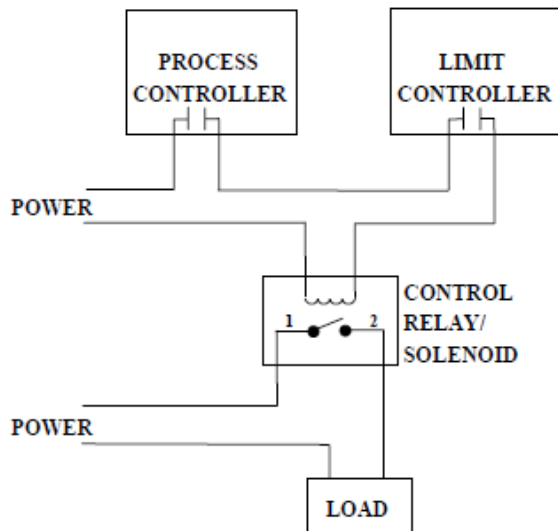 PROCESS
CONTROLLER
LIMIT
CONTROLLER
POWER
CONTROL
RELAY/
SOLENOID
1
2
POWER
LOAD